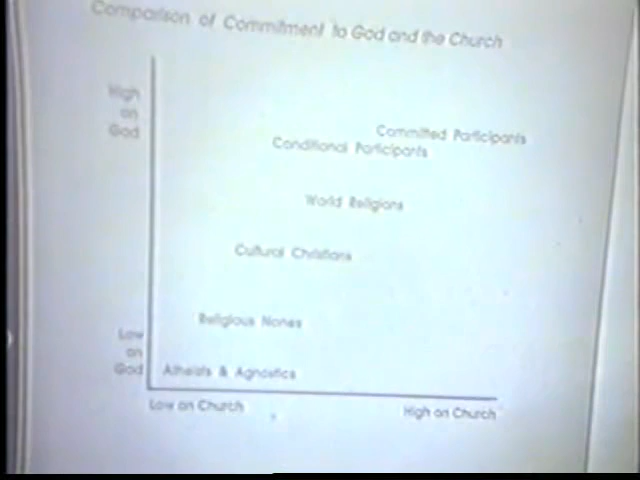 Comparison of Commitment to God and the Church
High
on
God
Committed Participants
Conditional Participants
World Religions
Cultural Christians
Religious Nones
Low
on
God
Atheists & Agnostics
Low on Church
High on Church